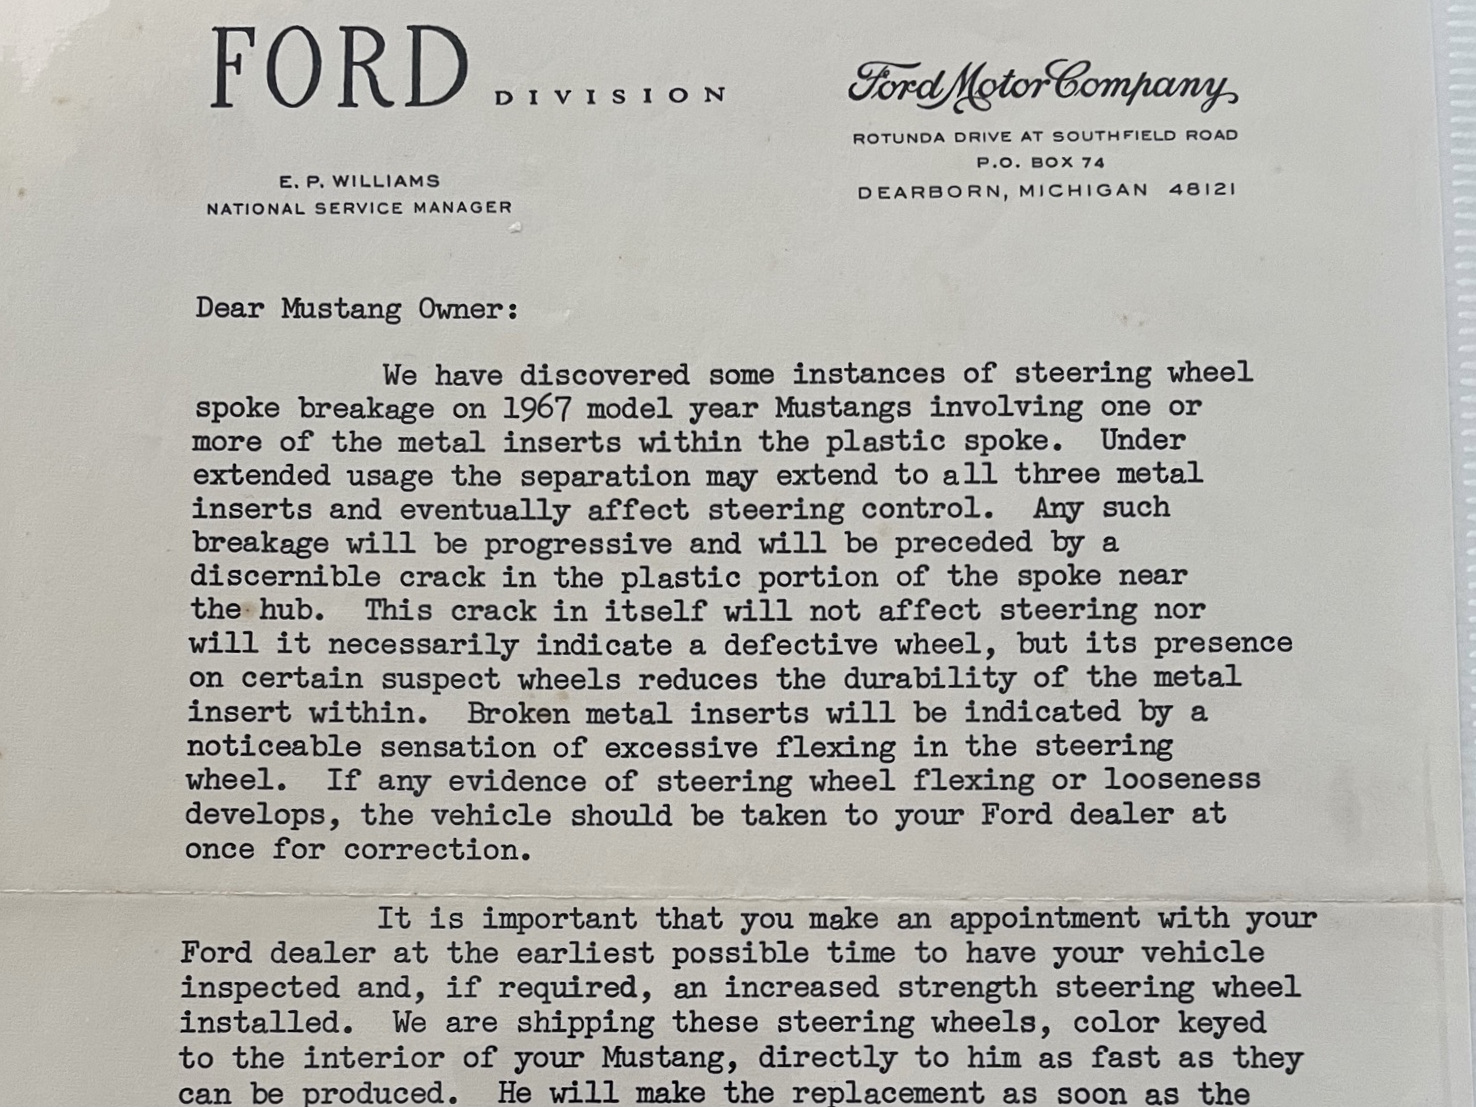 FORD DIVISION
Ford Motor Company,
ROTUNDA DRIVE AT SOUTHFIELD ROAD
P.O. BOX 74
DEARBORN, MICHIGAN 48121
E. P. WILLIAMS
NATIONAL SERVICE MANAGER
Dear Mustang Owner:
We have discovered some instances of steering wheel
spoke breakage on 1967 model year Mustangs involving one or
more of the metal inserts within the plastic spoke. Under
extended usage the separation may extend to all three metal
inserts and eventually affect steering control. Any such
breakage will be progressive and will be preceded by a
discernible crack in the plastic portion of the spoke near
the hub. This crack in itself will not affect steering nor
will it necessarily indicate a defective wheel, but its presence
on certain suspect wheels reduces the durability of the metal
insert within. Broken metal inserts will be indicated by a
noticeable sensation of excessive flexing in the steering
wheel. If any evidence of steering wheel flexing or looseness
develops, the vehicle should be taken to your Ford dealer at
once for correction.
It is important that you make an appointment with your
Ford dealer at the earliest possible time to have your vehicle
inspected and, if required, an increased strength steering wheel
installed. We are shipping these steering wheels, color keyed
to the interior of your Mustang, directly to him as fast as they
can be produced. He will make the replacement as soon as the